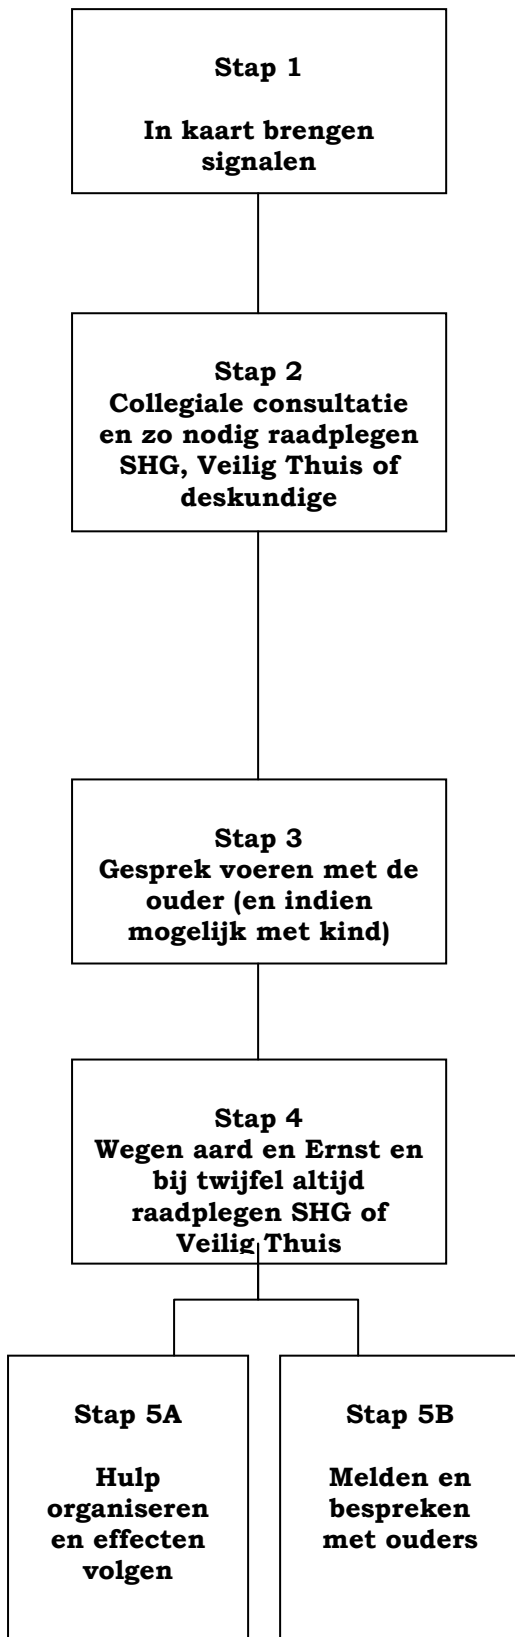 Stap 1
In kaart brengen
signalen
Stap 2
Collegiale consultatie
en zo nodig raadplegen
SHG, Veilig Thuis of
deskundige
Stap 3
Gesprek voeren met de
ouder (en indien
mogelijk met kind)
Stap 4
Wegen aard en Ernst en
bij twijfel altijd
raadplegen SHG of
Veilig Thuis
Stap 5A
Hulp
organiseren
en effecten
volgen
Stap 5B
Melden en
bespreken
met ouders